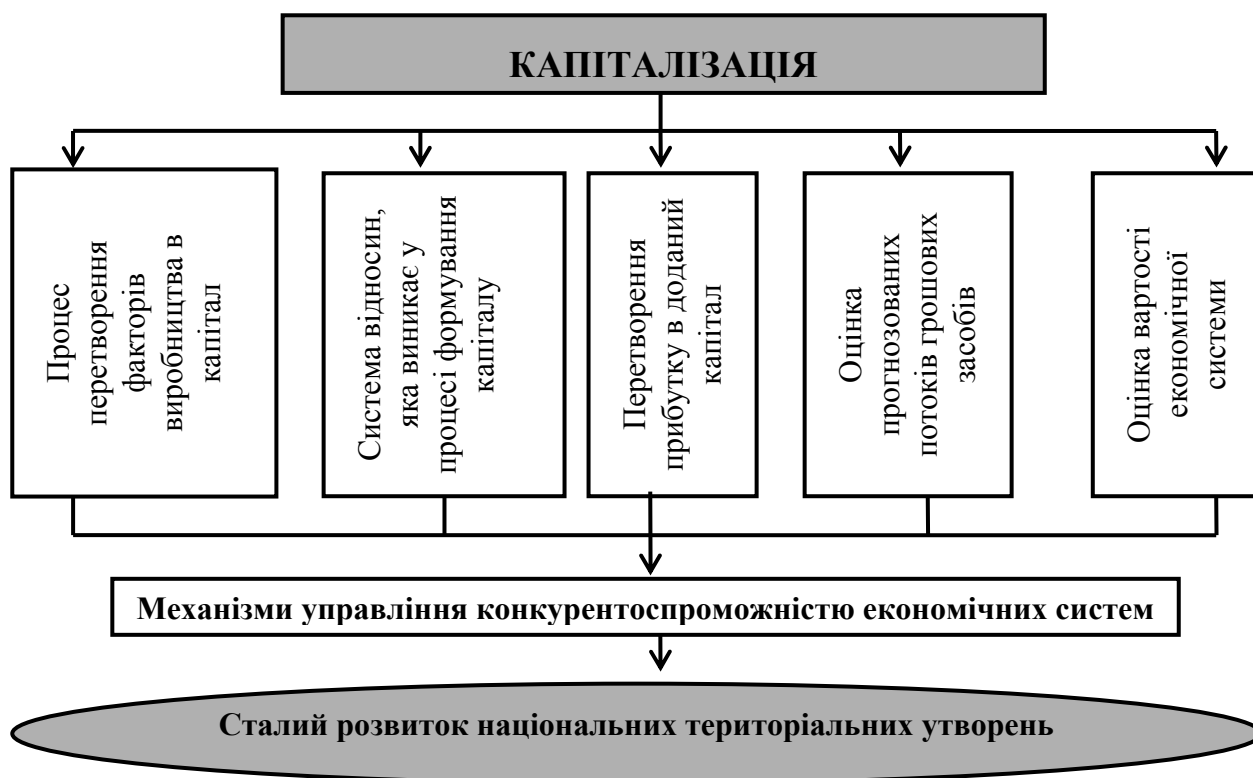 КАПІТАЛІЗАЦІЯ
Процес
перетворення
факторів
виробництва в
капітал
Система відносин,
яка виникає у
процесі формування
капіталу
Перетворення
прибутку в доданий
капітал
Оцінка
прогнозованих
потоків грошових
засобів
Оцінка вартості
економічної
системи
Механізми управління конкурентоспроможністю економічних систем
Сталий розвиток національних територіальних утворень